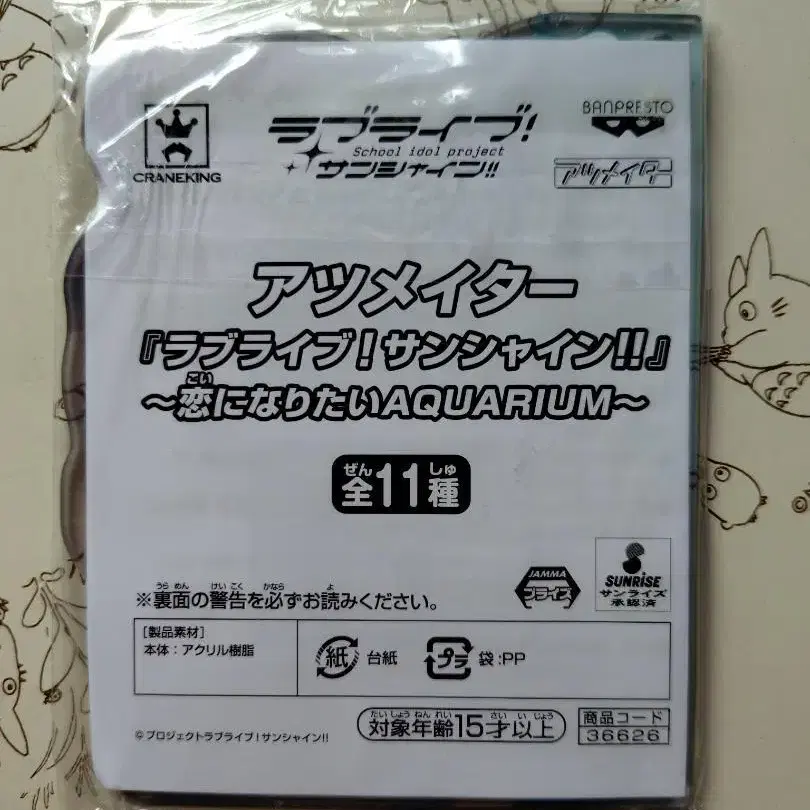 CRANEKING
ラブライブ!
School idol project
サンシャイン!!
BANPRESTO
アツメイター
アツメイター
『ラブライブ!サンシャイン!!』
こい
〜恋になりたいAQUARIUM〜
ぜん しゅ
全11種
JAMMA
プライズ
SUNRISE
サンライズ
承認済
うら めん けい こく かなら よ
※裏面の警告を必ずお読みください。
[製品素材]
本体:アクリル樹脂
紙 台紙
プラ 袋:PP
たい しょう ねん れい さい い じょう
対象年齢15才以上
商品コード
36626
©プロジェクトラブライブ!サンシャイン!!